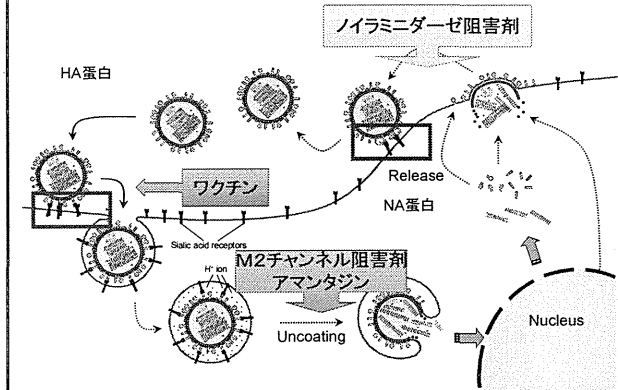 ノイラミニダーゼ阻害剤
HA蛋白
ワクチン
Release
NA蛋白
Sialic acid receptors
H⁺ ion
M2チャンネル阻害剤
アマンタジン
Uncoating
Nucleus